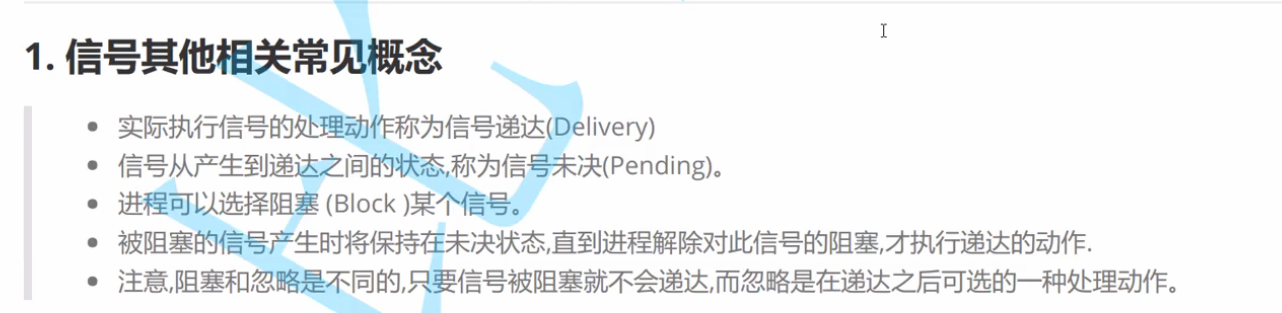 1. 信号其他相关常见概念
实际执行信号的处理动作称为信号递达(Delivery)
信号从产生到递达之间的状态,称为信号未决(Pending)。
进程可以选择阻塞 (Block )某个信号。
被阻塞的信号产生时将保持在未决状态,直到进程解除对此信号的阻塞,才执行递达的动作.
注意,阻塞和忽略是不同的,只要信号被阻塞就不会递达,而忽略是在递达之后可选的一种处理动作。